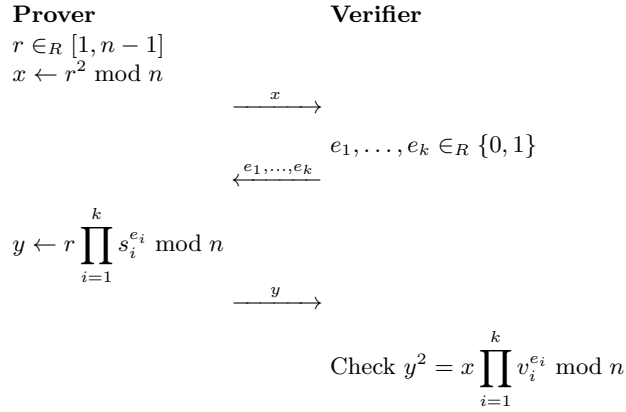 Prover Verifier
r ∈_R [1, n − 1]
x ← r^2 mod n
x
e_1, . . . , e_k ∈_R {0, 1}
e_1,...,e_k
y ← r ∏_{i=1}^{k} s_i^{e_i} mod n
y
Check y^2 = x ∏_{i=1}^{k} v_i^{e_i} mod n